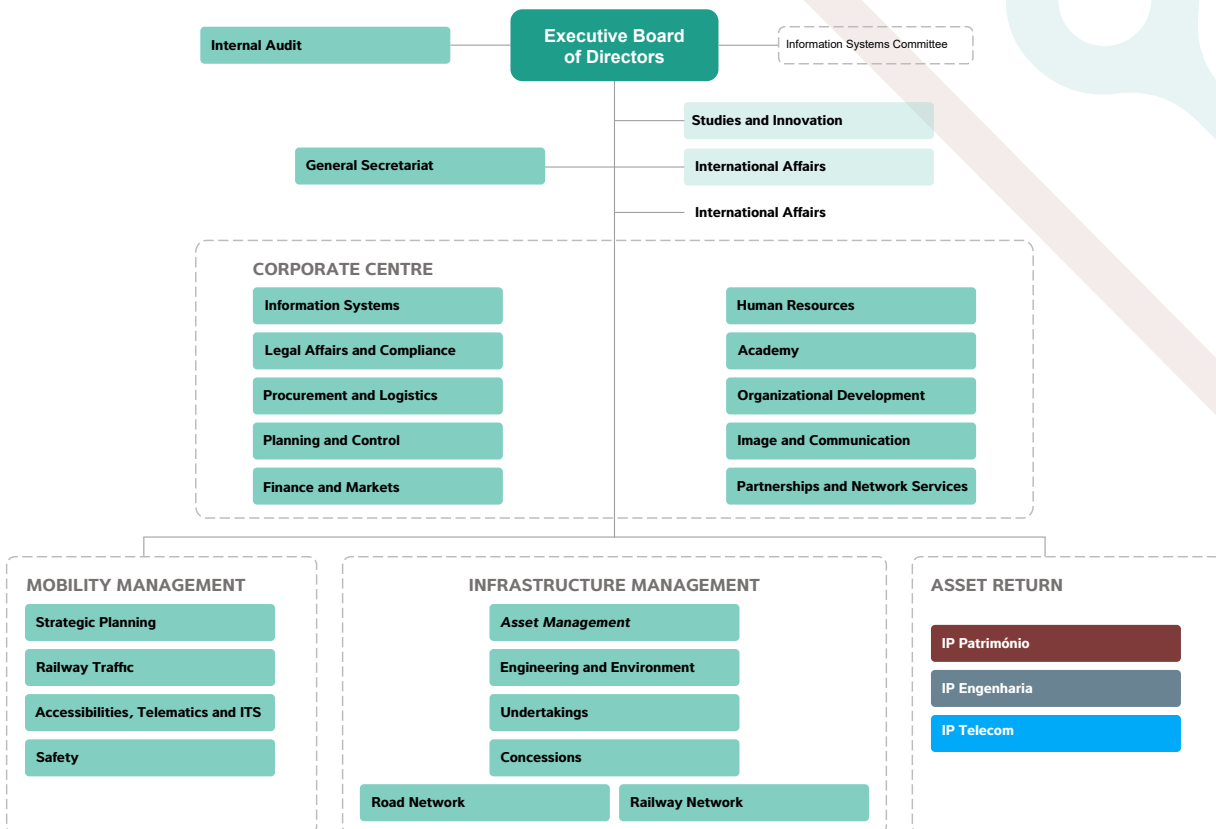 Internal Audit
Executive Board
of Directors
Information Systems Committee
Studies and Innovation
General Secretariat
International Affairs
International Affairs
CORPORATE CENTRE
Information Systems
Legal Affairs and Compliance
Procurement and Logistics
Planning and Control
Finance and Markets
Human Resources
Academy
Organizational Development
Image and Communication
Partnerships and Network Services
MOBILITY MANAGEMENT
Strategic Planning
Railway Traffic
Accessibilities, Telematics and ITS
Safety
INFRASTRUCTURE MANAGEMENT
Asset Management
Engineering and Environment
Undertakings
Concessions
Road Network
Railway Network
ASSET RETURN
IP Património
IP Engenharia
IP Telecom